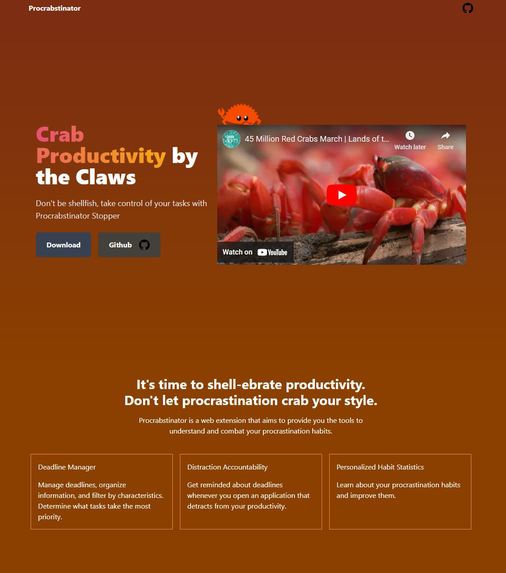 Procrabstinator
Crab
Productivity by
the Claws
Don't be shellfish, take control of your tasks with
Procrabstinator Stopper
Download
Github
45 Million Red Crabs March | Lands of t...
Watch later
Share
Watch on YouTube
It's time to shell-ebrate productivity.
Don't let procrastination crab your style.
Procrabstinator is a web extension that aims to provide you the tools to
understand and combat your procrastination habits.
Deadline Manager
Manage deadlines, organize
information, and filter by characteristics.
Determine what tasks take the most
priority.
Distraction Accountability
Get reminded about deadlines
whenever you open an application that
detracts from your productivity.
Personalized Habit Statistics
Learn about your procrastination habits
and improve them.